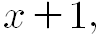 x + 1,